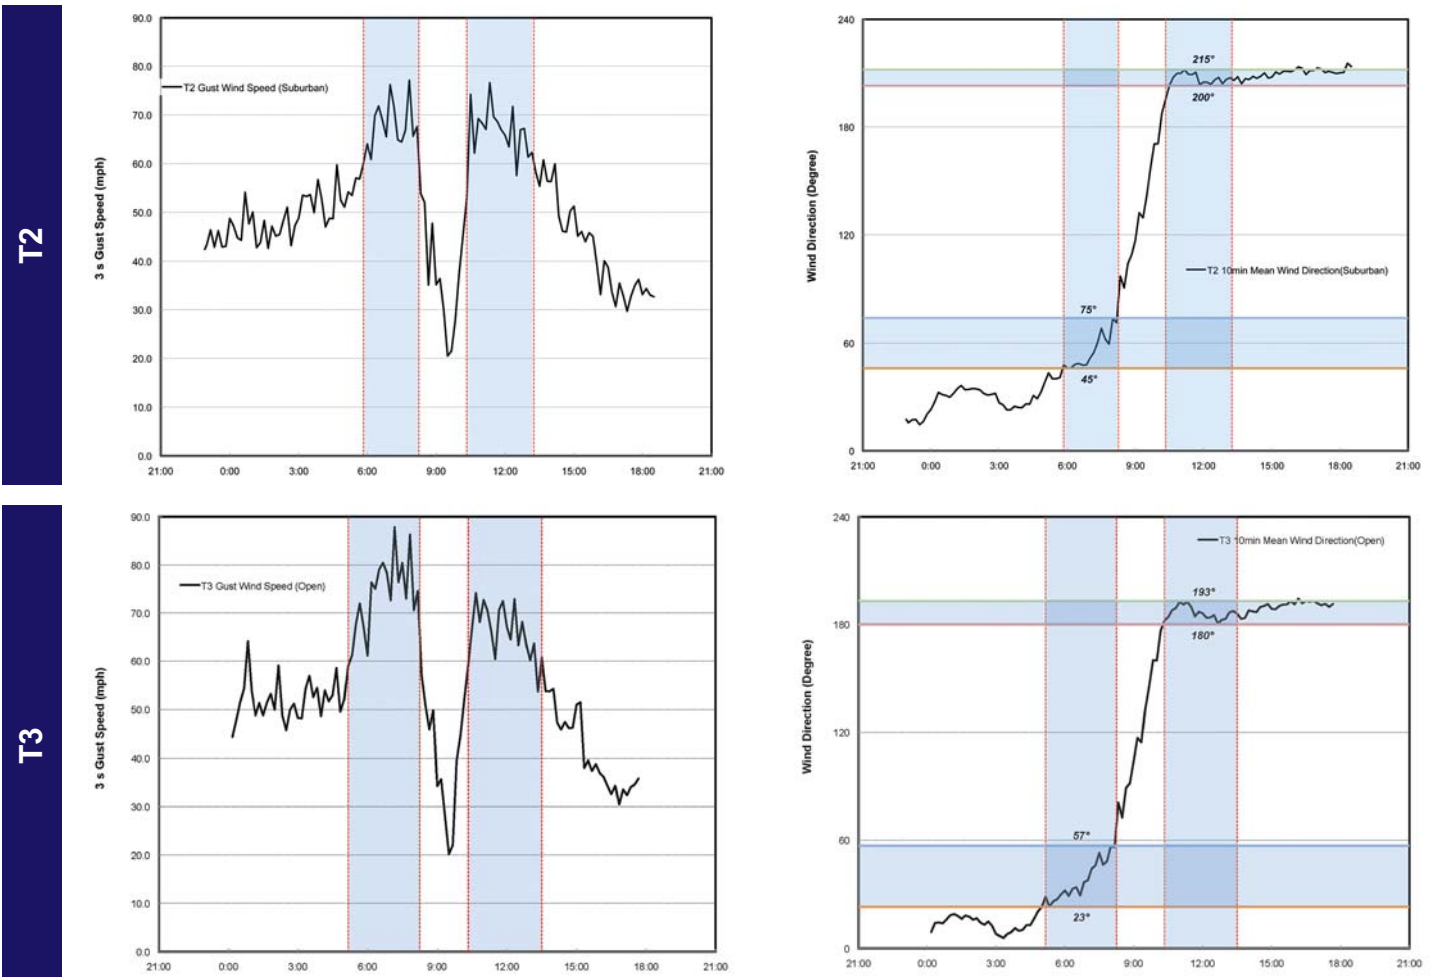 T2
3 s Gust Speed (mph)
90.0
80.0
70.0
60.0
50.0
40.0
30.0
20.0
10.0
0.0
T2 Gust Wind Speed (Suburban)
21:00 0:00 3:00 6:00 9:00 12:00 15:00 18:00 21:00
Wind Direction (Degree)
240
180
120
60
0
215°
200°
T2 10min Mean Wind Direction(Suburban)
75°
45°
21:00 0:00 3:00 6:00 9:00 12:00 15:00 18:00 21:00
T3
3 s Gust Speed (mph)
90.0
80.0
70.0
60.0
50.0
40.0
30.0
20.0
10.0
0.0
T3 Gust Wind Speed (Open)
21:00 0:00 3:00 6:00 9:00 12:00 15:00 18:00 21:00
Wind Direction (Degree)
240
180
120
60
0
T3 10min Mean Wind Direction(Open)
193°
180°
57°
23°
21:00 0:00 3:00 6:00 9:00 12:00 15:00 18:00 21:00